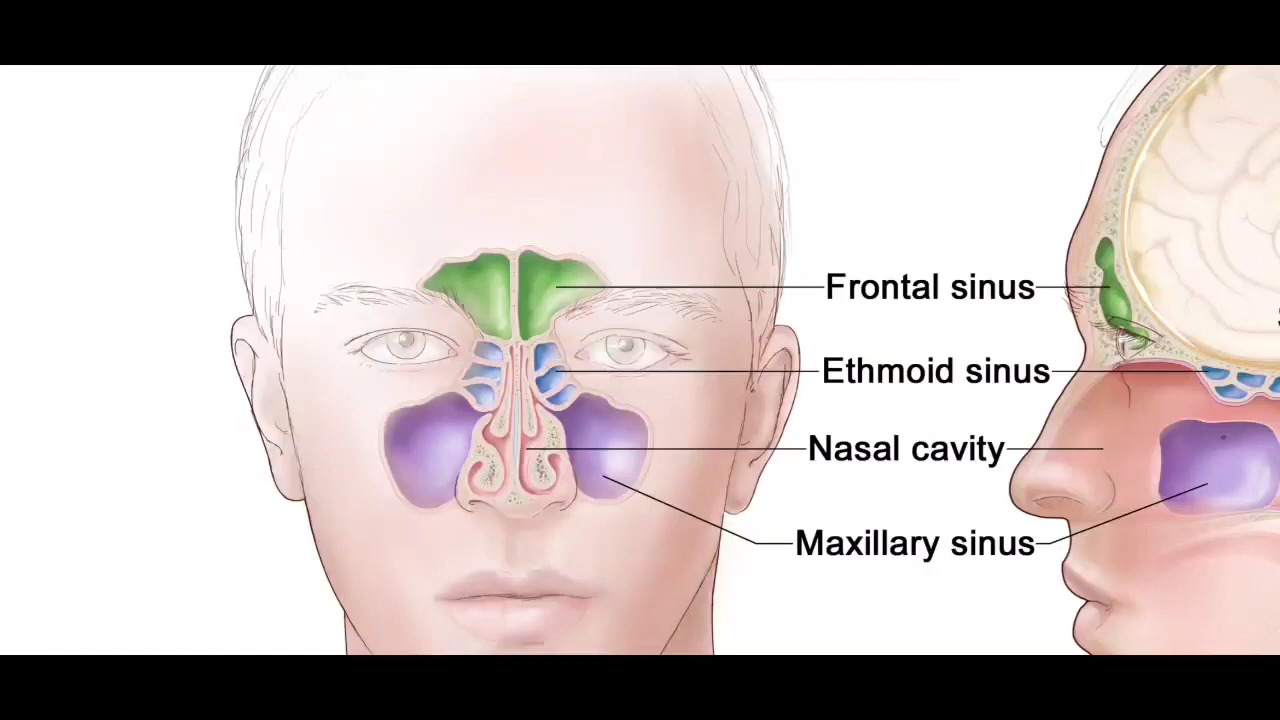 Frontal sinus
Ethmoid sinus
Nasal cavity
Maxillary sinus